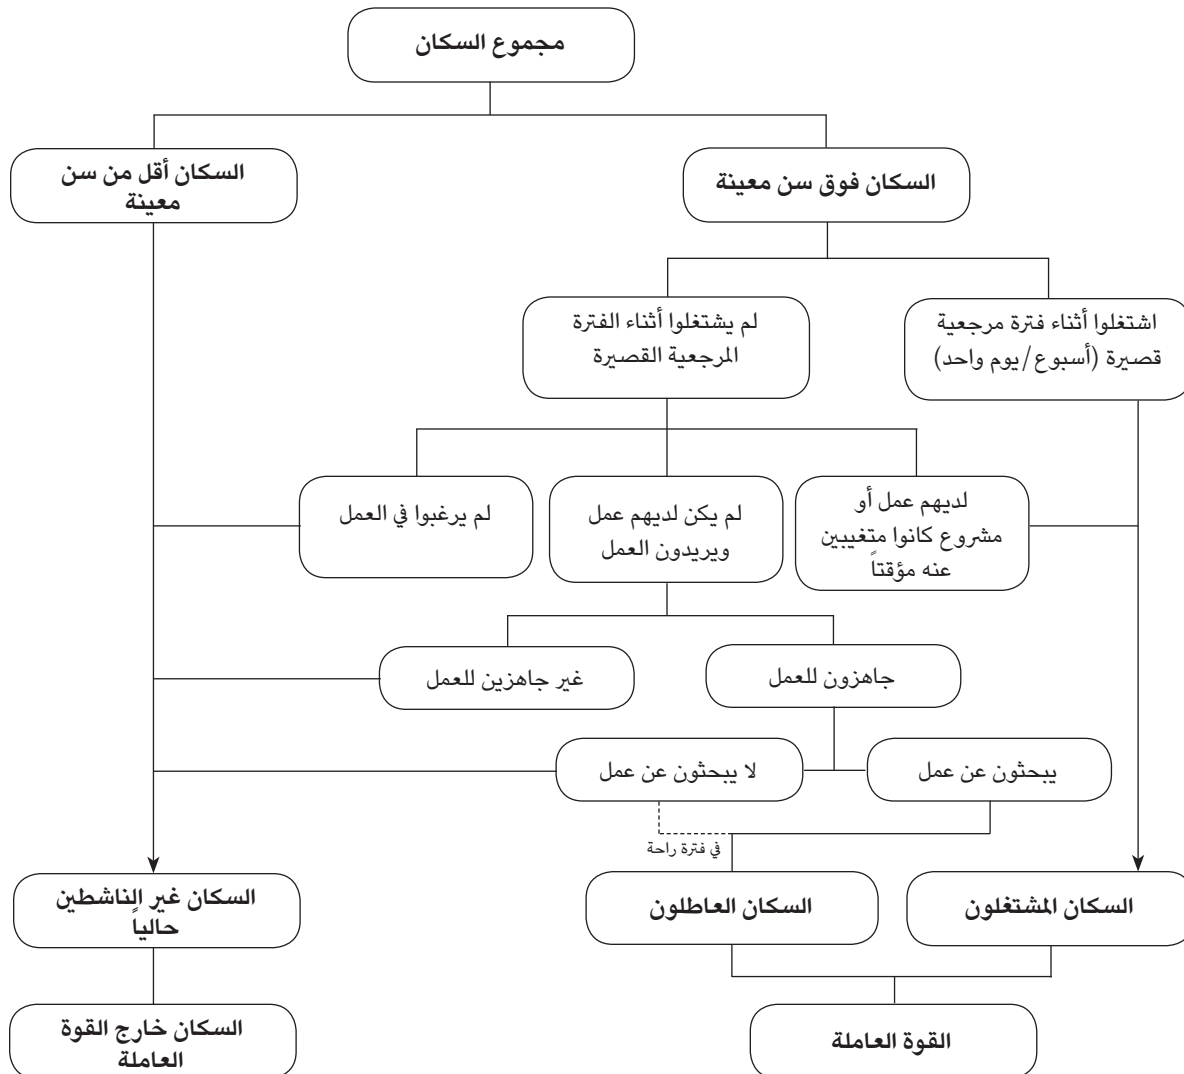 مجموع السكان
السكان فوق سن معينة
السكان أقل من سن
معينة
اشتغلوا أثناء فترة مرجعية
قصيرة (أسبوع/يوم واحد)
لم يشتغلوا أثناء الفترة
المرجعية القصيرة
لديهم عمل أو
مشروع كانوا متغيبين
عنه مؤقتاً
لم يكن لديهم عمل
ويريدون العمل
لم يرغبوا في العمل
جاهزون للعمل
غير جاهزين للعمل
يبحثون عن عمل
لا يبحثون عن عمل
في فترة راحة
السكان المشتغلون
السكان العاطلون
السكان غير الناشطين
حالياً
القوة العاملة
السكان خارج القوة
العاملة